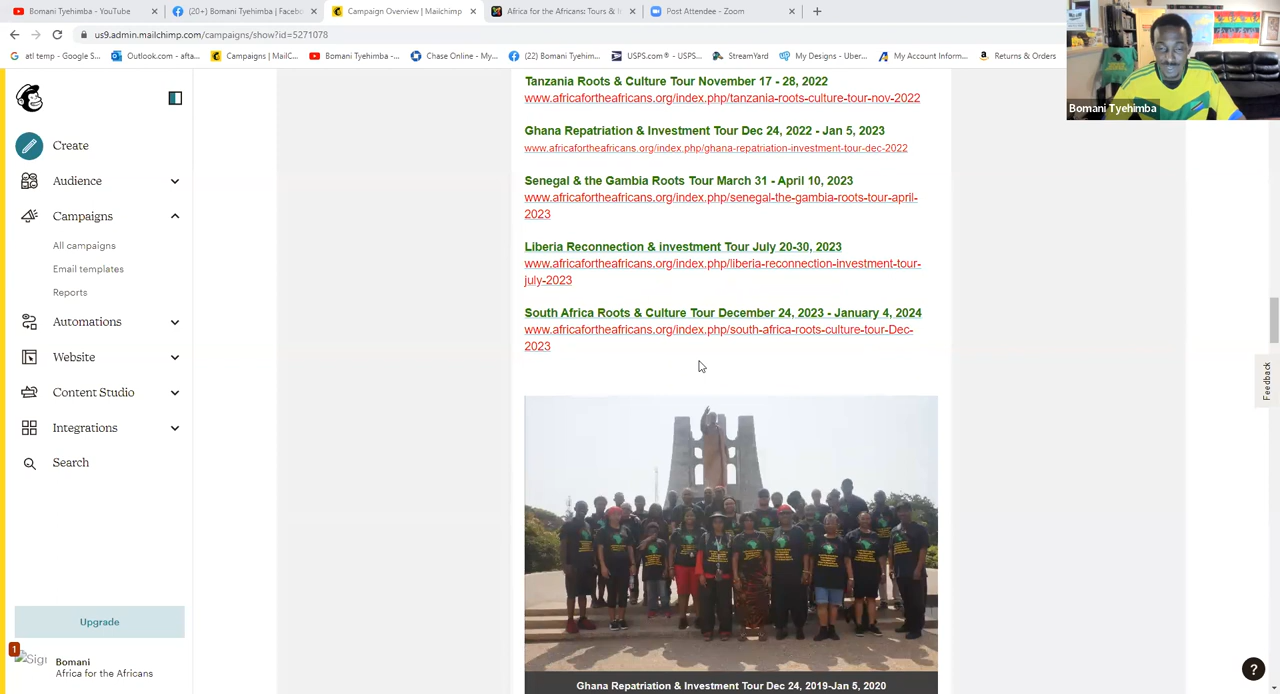 Bomani Tyehimba - YouTube
(20+) Bomani Tyehimba | Facebo
Campaign Overview | Mailchimp
Africa for the Africans: Tours & I
Post Attendee - Zoom
us9.admin.mailchimp.com/campaigns/show?id=5271078
atl temp - Google S...
Outlook.com - afta...
Campaigns | MailC...
Bomani Tyehimba -...
Chase Online - My...
(22) Bomani Tyehim...
USPS.com® - USPS...
StreamYard
My Designs - Uber...
My Account Inform...
Returns & Orders
Bomani Tyehimba
Create
Audience
Campaigns
All campaigns
Email templates
Reports
Automations
Website
Content Studio
Integrations
Search
Upgrade
1
Bomani
Africa for the Africans
Tanzania Roots & Culture Tour November 17 - 28, 2022
www.africafortheafricans.org/index.php/tanzania-roots-culture-tour-nov-2022
Ghana Repatriation & Investment Tour Dec 24, 2022 - Jan 5, 2023
www.africafortheafricans.org/index.php/ghana-repatriation-investment-tour-dec-2022
Senegal & the Gambia Roots Tour March 31 - April 10, 2023
www.africafortheafricans.org/index.php/senegal-the-gambia-roots-tour-april-
2023
Liberia Reconnection & investment Tour July 20-30, 2023
www.africafortheafricans.org/index.php/liberia-reconnection-investment-tour-
july-2023
South Africa Roots & Culture Tour December 24, 2023 - January 4, 2024
www.africafortheafricans.org/index.php/south-africa-roots-culture-tour-Dec-
2023
Ghana Repatriation & Investment Tour Dec 24, 2019-Jan 5, 2020
Feedback
?